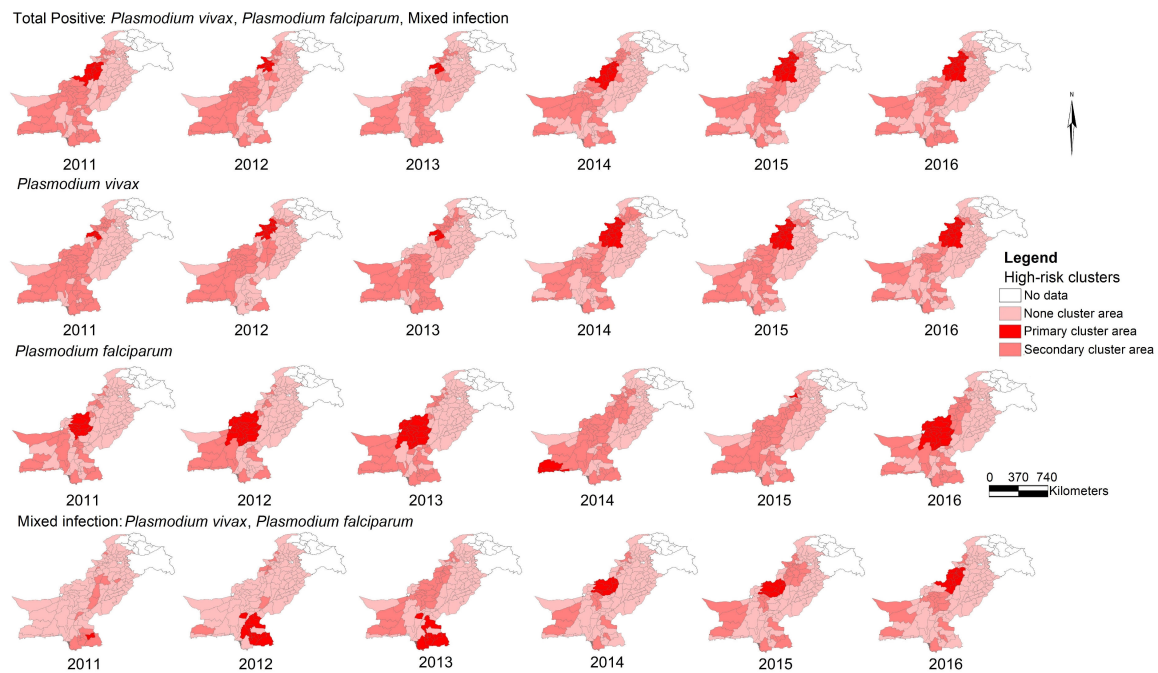 Total Positive: Plasmodium vivax, Plasmodium falciparum, Mixed infection
N
2011 2012 2013 2014 2015 2016
Plasmodium vivax
2011 2012 2013 2014 2015 2016
Legend
High-risk clusters
No data
None cluster area
Primary cluster area
Secondary cluster area
Plasmodium falciparum
2011 2012 2013 2014 2015 2016
0 370 740
Kilometers
Mixed infection: Plasmodium vivax, Plasmodium falciparum
2011 2012 2013 2014 2015 2016